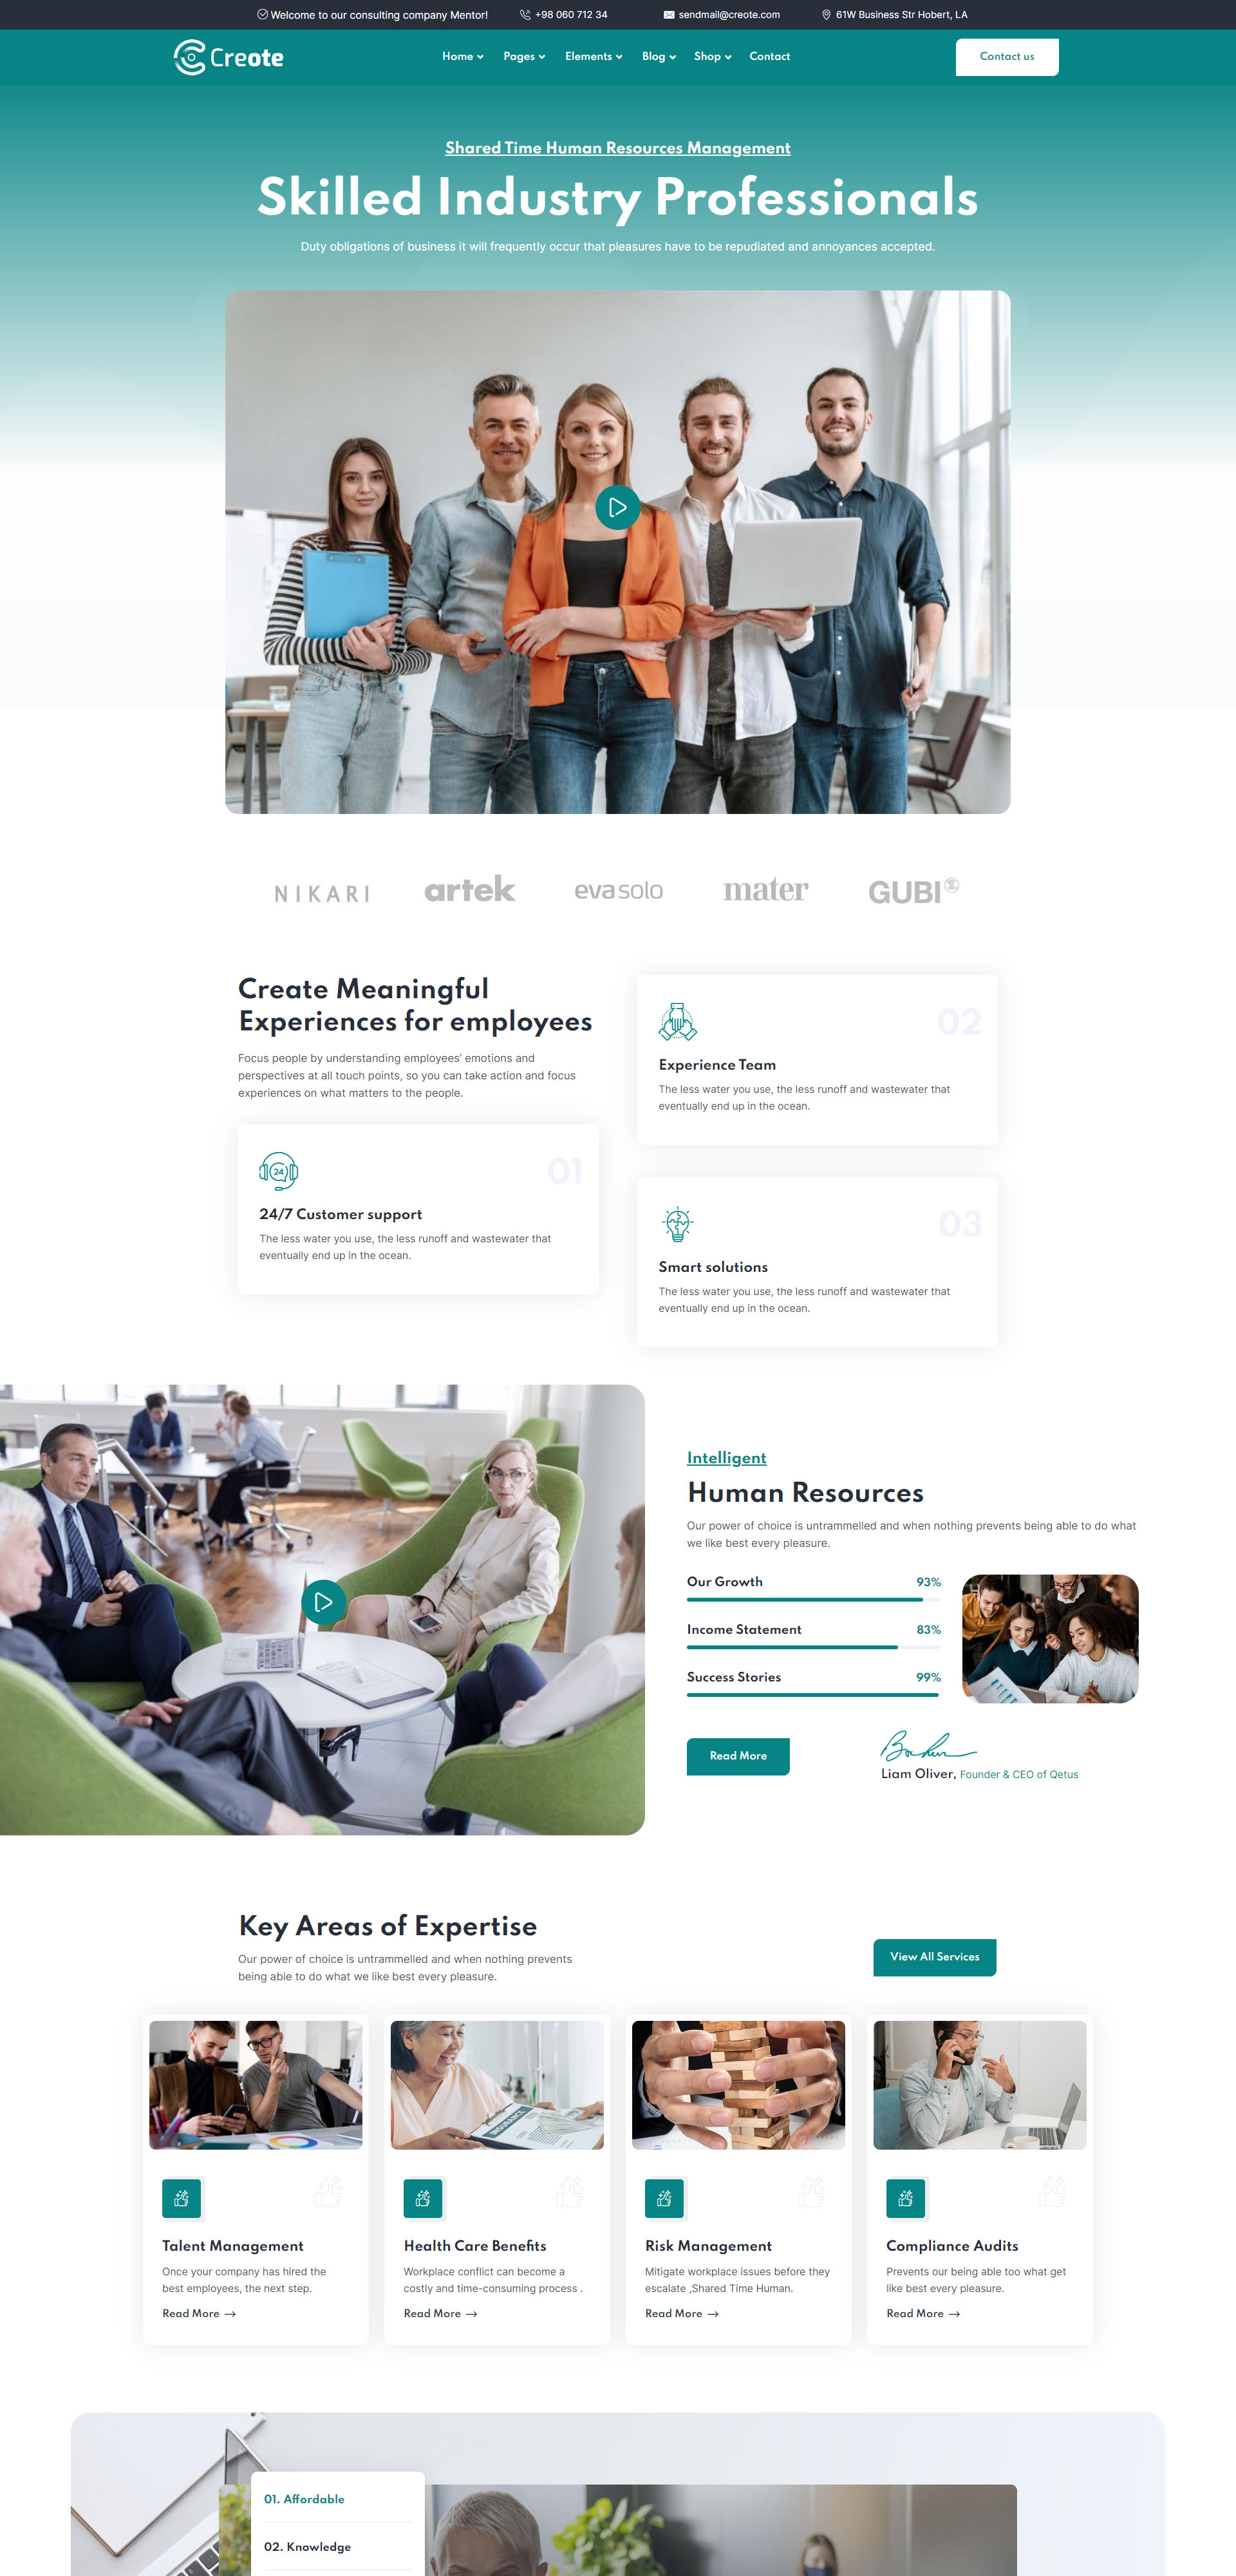 Welcome to our consulting company Mentor!
+98 060 712 34
sendmail@creote.com
61W Business Str Hobert, LA
Creote
Home
Pages
Elements
Blog
Shop
Contact
Contact us
Shared Time Human Resources Management
Skilled Industry Professionals
Duty obligations of business it will frequently occur that pleasures have to be repudiated and annoyances accepted.
NIKARI
artek
eva solo
mater
GUBI
Create Meaningful
Experiences for employees
Focus people by understanding employees' emotions and
perspectives at all touch points, so you can take action and focus
experiences on what matters to the people.
24
01
24/7 Customer support
The less water you use, the less runoff and wastewater that
eventually end up in the ocean.
02
Experience Team
The less water you use, the less runoff and wastewater that
eventually end up in the ocean.
03
Smart solutions
The less water you use, the less runoff and wastewater that
eventually end up in the ocean.
Intelligent
Human Resources
Our power of choice is untrammelled and when nothing prevents being able to do what
we like best every pleasure.
Our Growth 93%
Income Statement 83%
Success Stories 99%
Read More
Liam Oliver, Founder & CEO of Qetus
Key Areas of Expertise
Our power of choice is untrammelled and when nothing prevents
being able to do what we like best every pleasure.
View All Services
Talent Management
Once your company has hired the
best employees, the next step.
Read More
Health Care Benefits
Workplace conflict can become a
costly and time-consuming process .
Read More
Risk Management
Mitigate workplace issues before they
escalate ,Shared Time Human.
Read More
Compliance Audits
Prevents our being able too what get
like best every pleasure.
Read More
01. Affordable
02. Knowledge